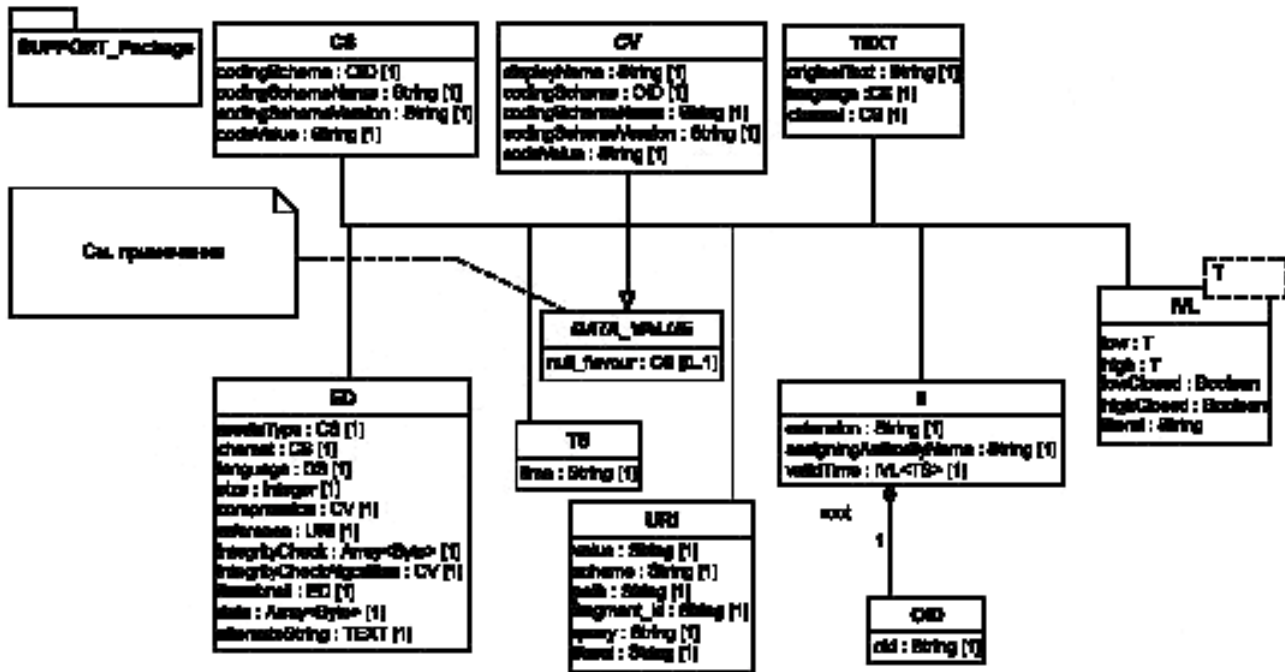 SUPPORT_Package
CS
codingScheme : OID [1]
codingSchemeName : String [1]
codingSchemeVersion : String [1]
codeValue : String [1]
CV
displayName : String [1]
codingScheme : OID [1]
codingSchemeName : String [1]
codingSchemeVersion : String [1]
codeValue : String [1]
TEXT
originalText : String [1]
language : CS [1]
charset : CS [1]
См. примечания
DATA_VALUE
null_flavour : CS [0..1]
T
IVL
low : T
high : T
lowClosed : Boolean
highClosed : Boolean
literal : String
ED
mediaType : CS [1]
charset : CS [1]
language : CS [1]
size : Integer [1]
compression : CV [1]
reference : URI [1]
integrityCheck : Array<Byte> [1]
integrityCheckAlgorithm : CV [1]
thumbnail : ED [1]
data : Array<Byte> [1]
alternateString : TEXT [1]
TS
time : String [1]
URI
value : String [1]
scheme : String [1]
path : String [1]
fragment_id : String [1]
query : String [1]
literal : String [1]
II
extension : String [1]
assigningAuthorityName : String [1]
validTime : IVL<TS> [1]
root
1
OID
oid : String [1]